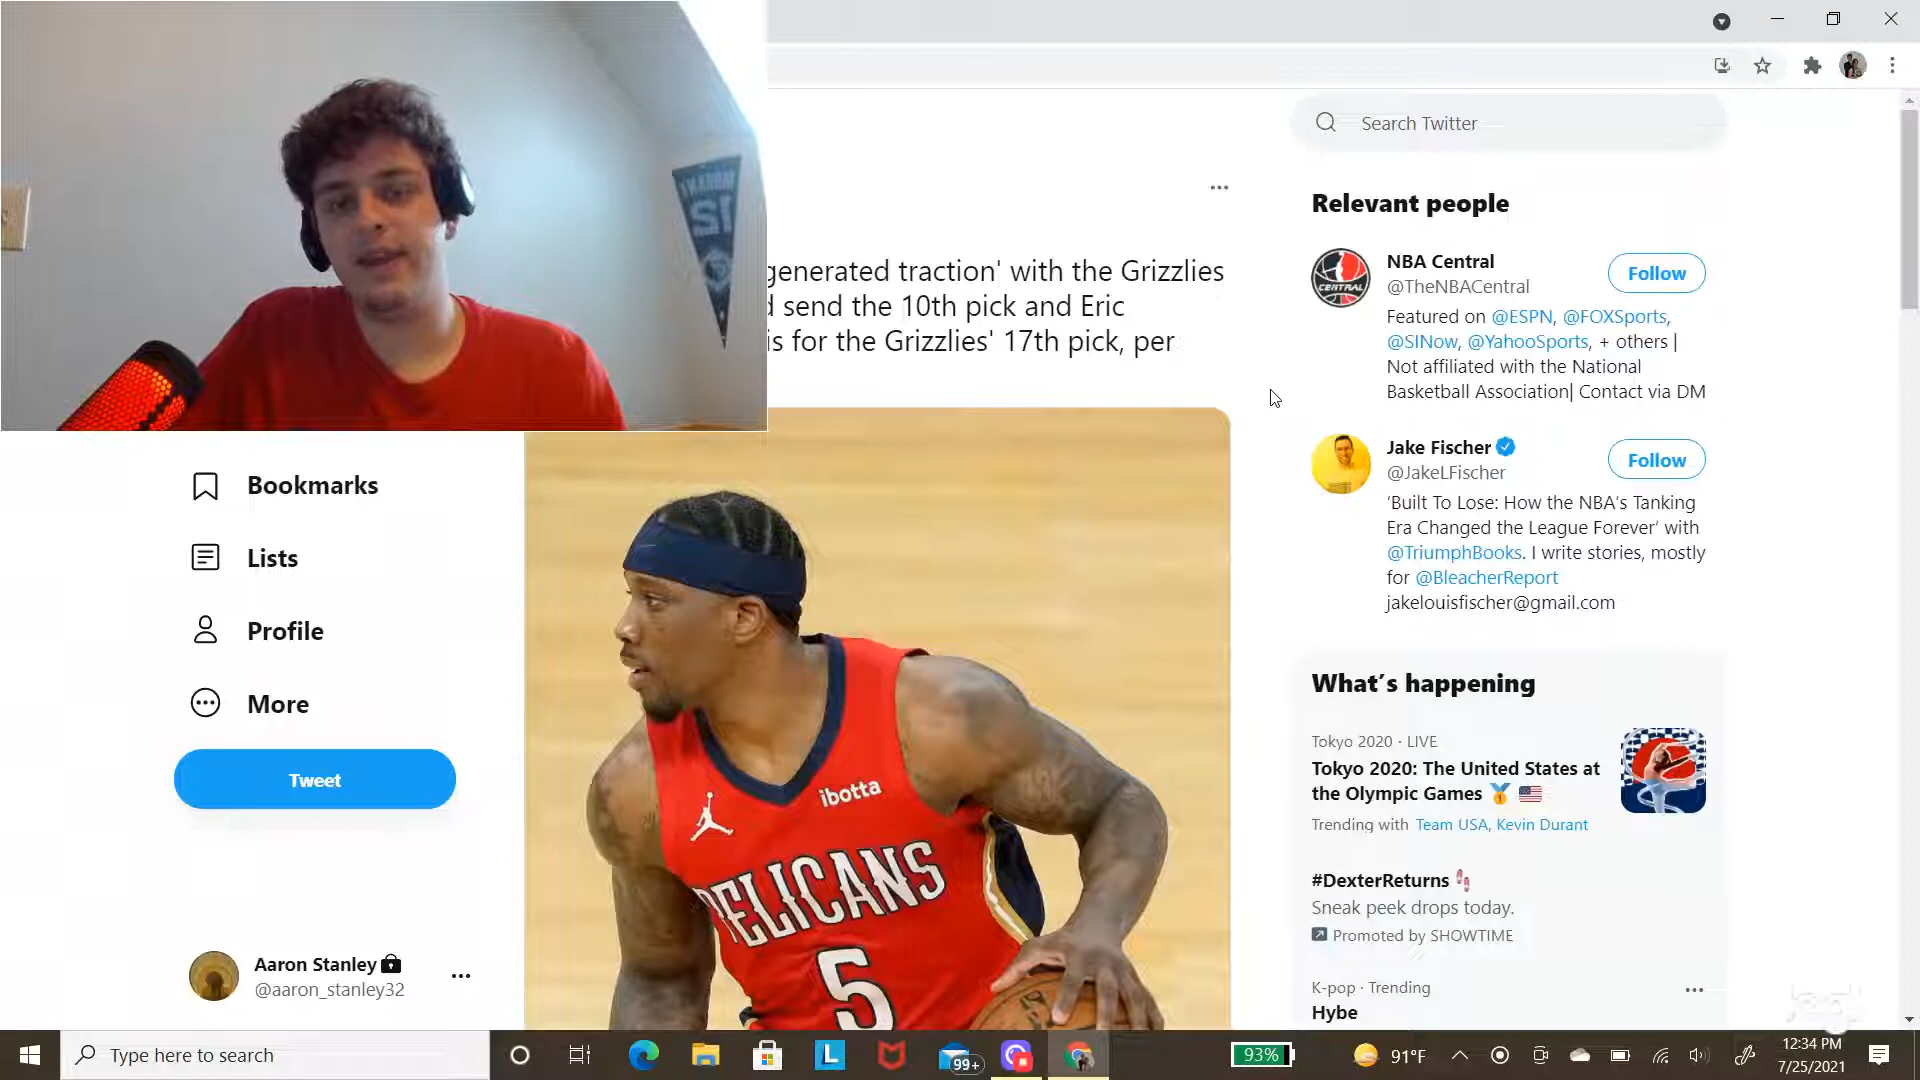 Search Twitter
generated traction' with the Grizzlies
send the 10th pick and Eric
is for the Grizzlies' 17th pick, per
Relevant people
NBA Central
@TheNBACentral
Follow
Featured on @ESPN, @FOXSports,
@SINow, @YahooSports, + others |
Not affiliated with the National
Basketball Association| Contact via DM
CENTRAL
Jake Fischer
@JakeLFischer
Follow
'Built To Lose: How the NBA's Tanking
Era Changed the League Forever' with
@TriumphBooks. I write stories, mostly
for @BleacherReport
jakelouisfischer@gmail.com
Bookmarks
Lists
Profile
More
Tweet
Aaron Stanley
@aaron_stanley32
ibotta
PELICANS
5
What's happening
Tokyo 2020 · LIVE
Tokyo 2020: The United States at
the Olympic Games
Trending with Team USA, Kevin Durant
#DexterReturns
Sneak peek drops today.
Promoted by SHOWTIME
K-pop · Trending
Hybe
Type here to search
L
99+
93%
91°F
12:34 PM
7/25/2021